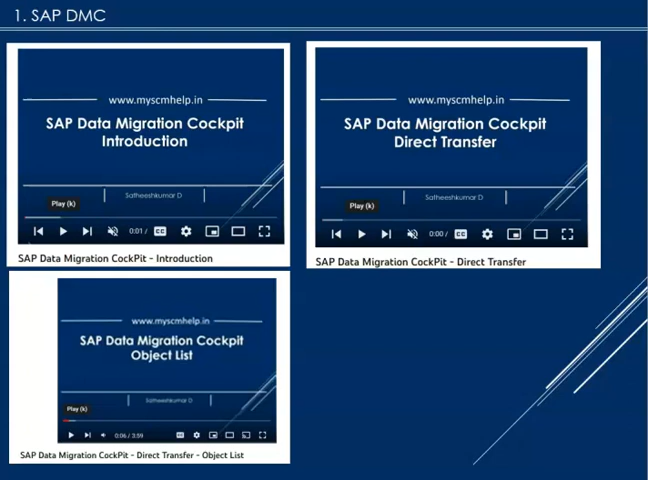 1. SAP DMC
www.myscmhelp.in
SAP Data Migration Cockpit
Introduction
Satheeshkumar D
Play (k)
0:01 /
CC
SAP Data Migration CockPit - Introduction
www.myscmhelp.in
SAP Data Migration Cockpit
Direct Transfer
Satheeshkumar D
Play (k)
0:00 /
CC
SAP Data Migration CockPit - Direct Transfer
www.myscmhelp.in
SAP Data Migration Cockpit
Object List
Satheeshkumar D
Play (k)
0:06 / 3:59
SAP Data Migration CockPit - Direct Transfer - Object List